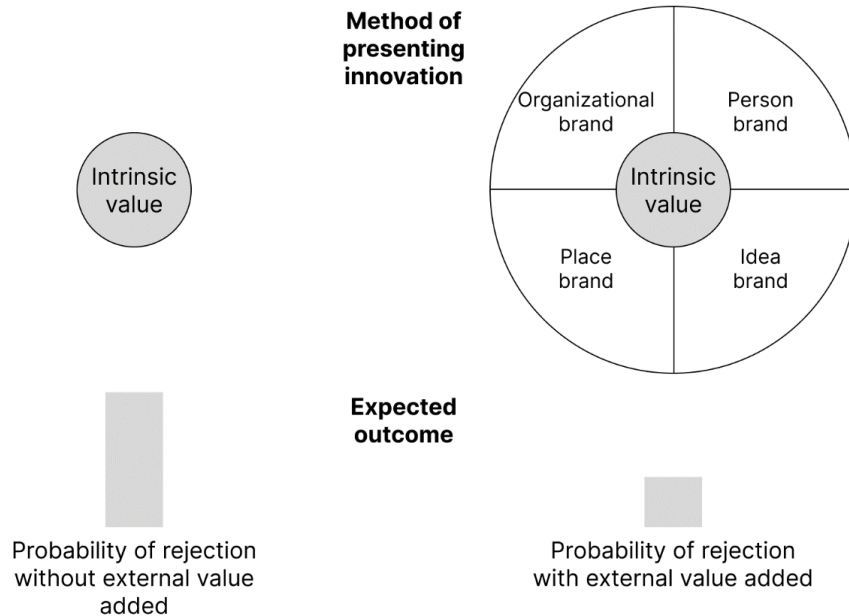 Method of
presenting
innovation
Intrinsic
value
Organizational
brand
Person
brand
Intrinsic
value
Place
brand
Idea
brand
Expected
outcome
Probability of rejection
without external value
added
Probability of rejection
with external value added